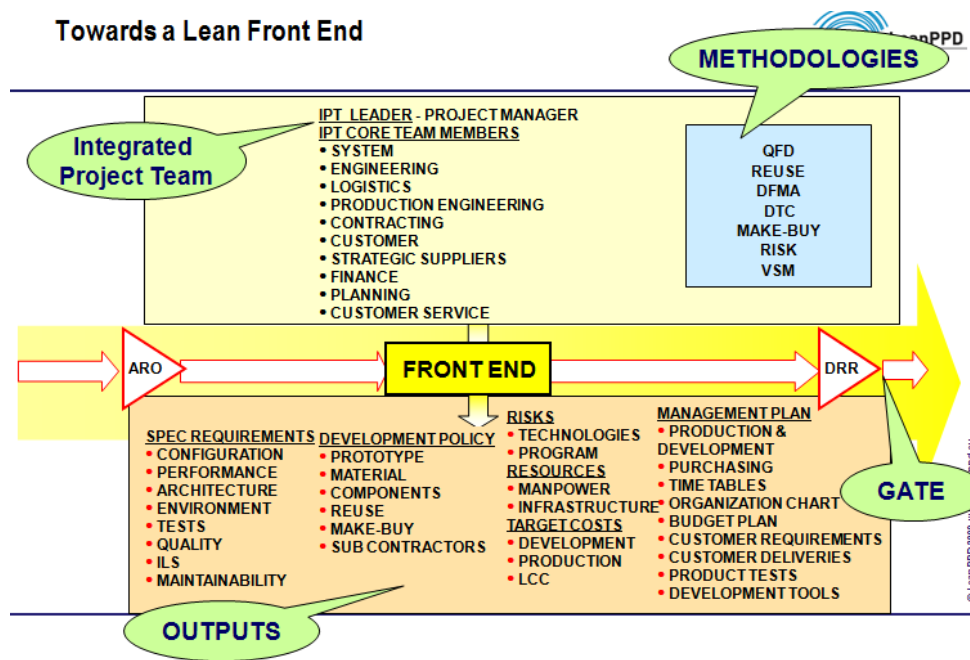 Towards a Lean Front End
PPD
METHODOLOGIES
Integrated
Project Team
IPT LEADER - PROJECT MANAGER
IPT CORE TEAM MEMBERS
• SYSTEM
• ENGINEERING
• LOGISTICS
• PRODUCTION ENGINEERING
• CONTRACTING
• CUSTOMER
• STRATEGIC SUPPLIERS
• FINANCE
• PLANNING
• CUSTOMER SERVICE
QFD
REUSE
DFMA
DTC
MAKE-BUY
RISK
VSM
ARO
FRONT END
DRR
SPEC REQUIREMENTS
• CONFIGURATION
• PERFORMANCE
• ARCHITECTURE
• ENVIRONMENT
• TESTS
• QUALITY
• ILS
• MAINTAINABILITY
DEVELOPMENT POLICY
• PROTOTYPE
• MATERIAL
• COMPONENTS
• REUSE
• MAKE-BUY
• SUB CONTRACTORS
RISKS
• TECHNOLOGIES
• PROGRAM
RESOURCES
• MANPOWER
• INFRASTRUCTURE
TARGET COSTS
• DEVELOPMENT
• PRODUCTION
• LCC
MANAGEMENT PLAN
• PRODUCTION &
DEVELOPMENT
• PURCHASING
• TIME TABLES
• ORGANIZATION CHART
• BUDGET PLAN
• CUSTOMER REQUIREMENTS
• CUSTOMER DELIVERIES
• PRODUCT TESTS
• DEVELOPMENT TOOLS
GATE
OUTPUTS